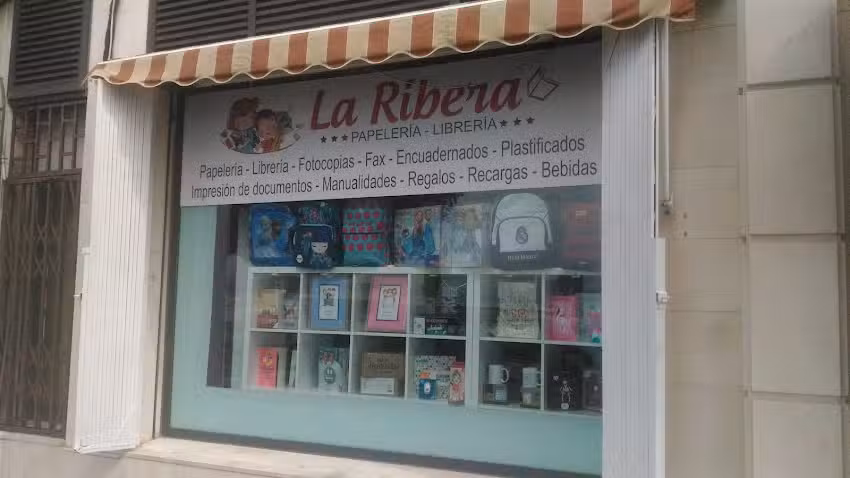 La Ribera
★★★ PAPELERÍA - LIBRERÍA ★★★
Papelería - Librería - Fotocopias - Fax - Encuadernados - Plastificados
Impresión de documentos - Manualidades - Regalos - Recargas - Bebidas